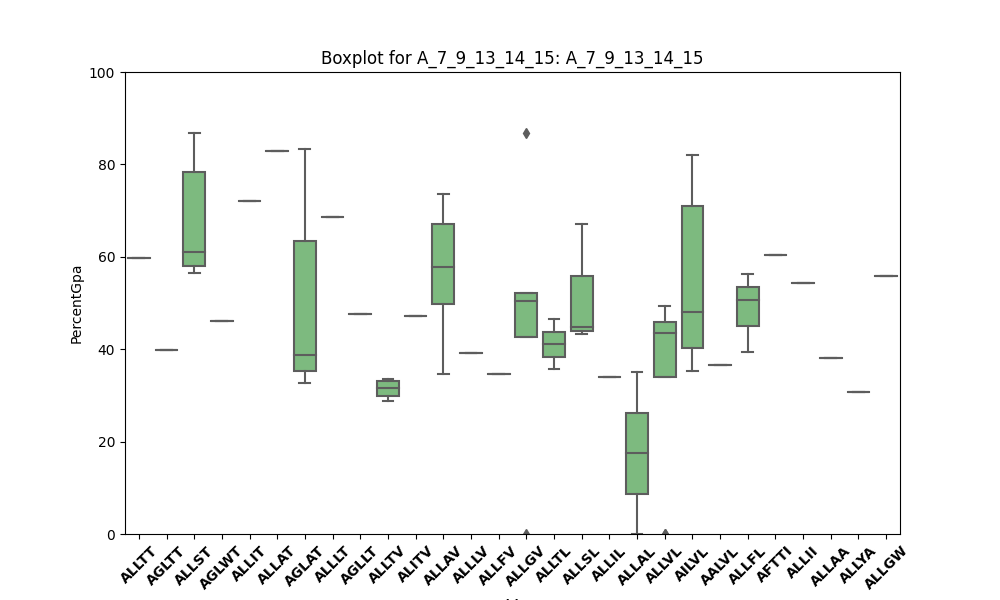 Boxplot for A_7_9_13_14_15: A_7_9_13_14_15
PercentGpa
100
80
60
40
20
0
ALLTT
AGLTT
ALLST
AGLWT
ALLIT
ALLAT
AGLAT
ALLLT
AGLLT
ALLTV
ALITV
ALLAV
ALLLV
ALLFV
ALLGV
ALLTL
ALLSL
ALLIL
ALLAL
ALLVL
AILVL
AALVL
ALLFL
AFTTI
ALLII
ALLAA
ALLYA
ALLGW